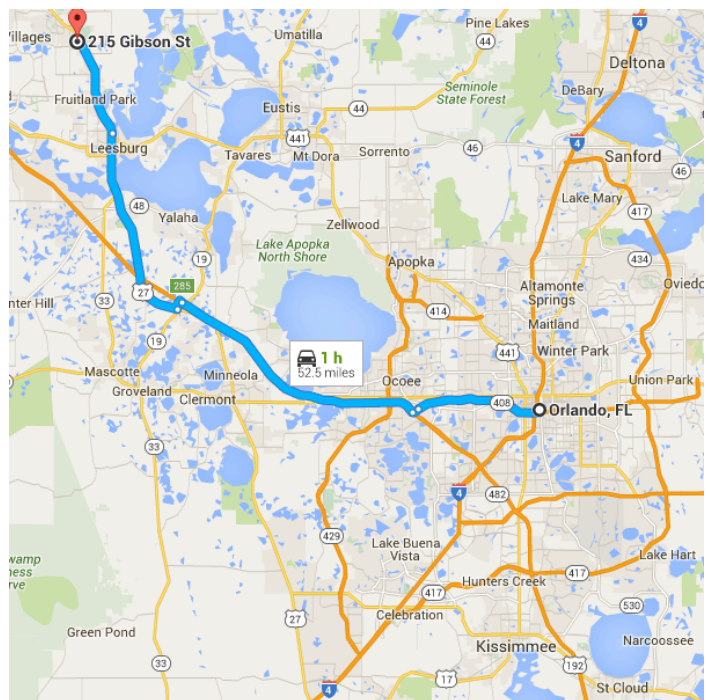 4
Pine Lakes
Villages
215 Gibson St
Umatilla
44
Deltona
Seminole
State Forest
DeBary
Fruitland Park
Eustis
44
4
441
Leesburg
Tavares
Mt Dora
Sorrento
46
Sanford
46
Lake Mary
48
Yalaha
417
Zellwood
Lake Apopka
North Shore
434
19
Apopka
285
27
Altamonte
Springs
Oviedo
nter Hill
33
414
Maitland
19
1 h
52.5 miles
441
Winter Park
Mascotte
Minneola
Ocoee
Union Park
Groveland
Clermont
408
Orlando, FL
33
4
482
429
Lake Buena
Vista
Lake Hart
wamp
ness
rve
417
Hunters Creek
417
530
27
Celebration
Green Pond
Kissimmee
Narcoossee
33
192
17
St Cloud
4